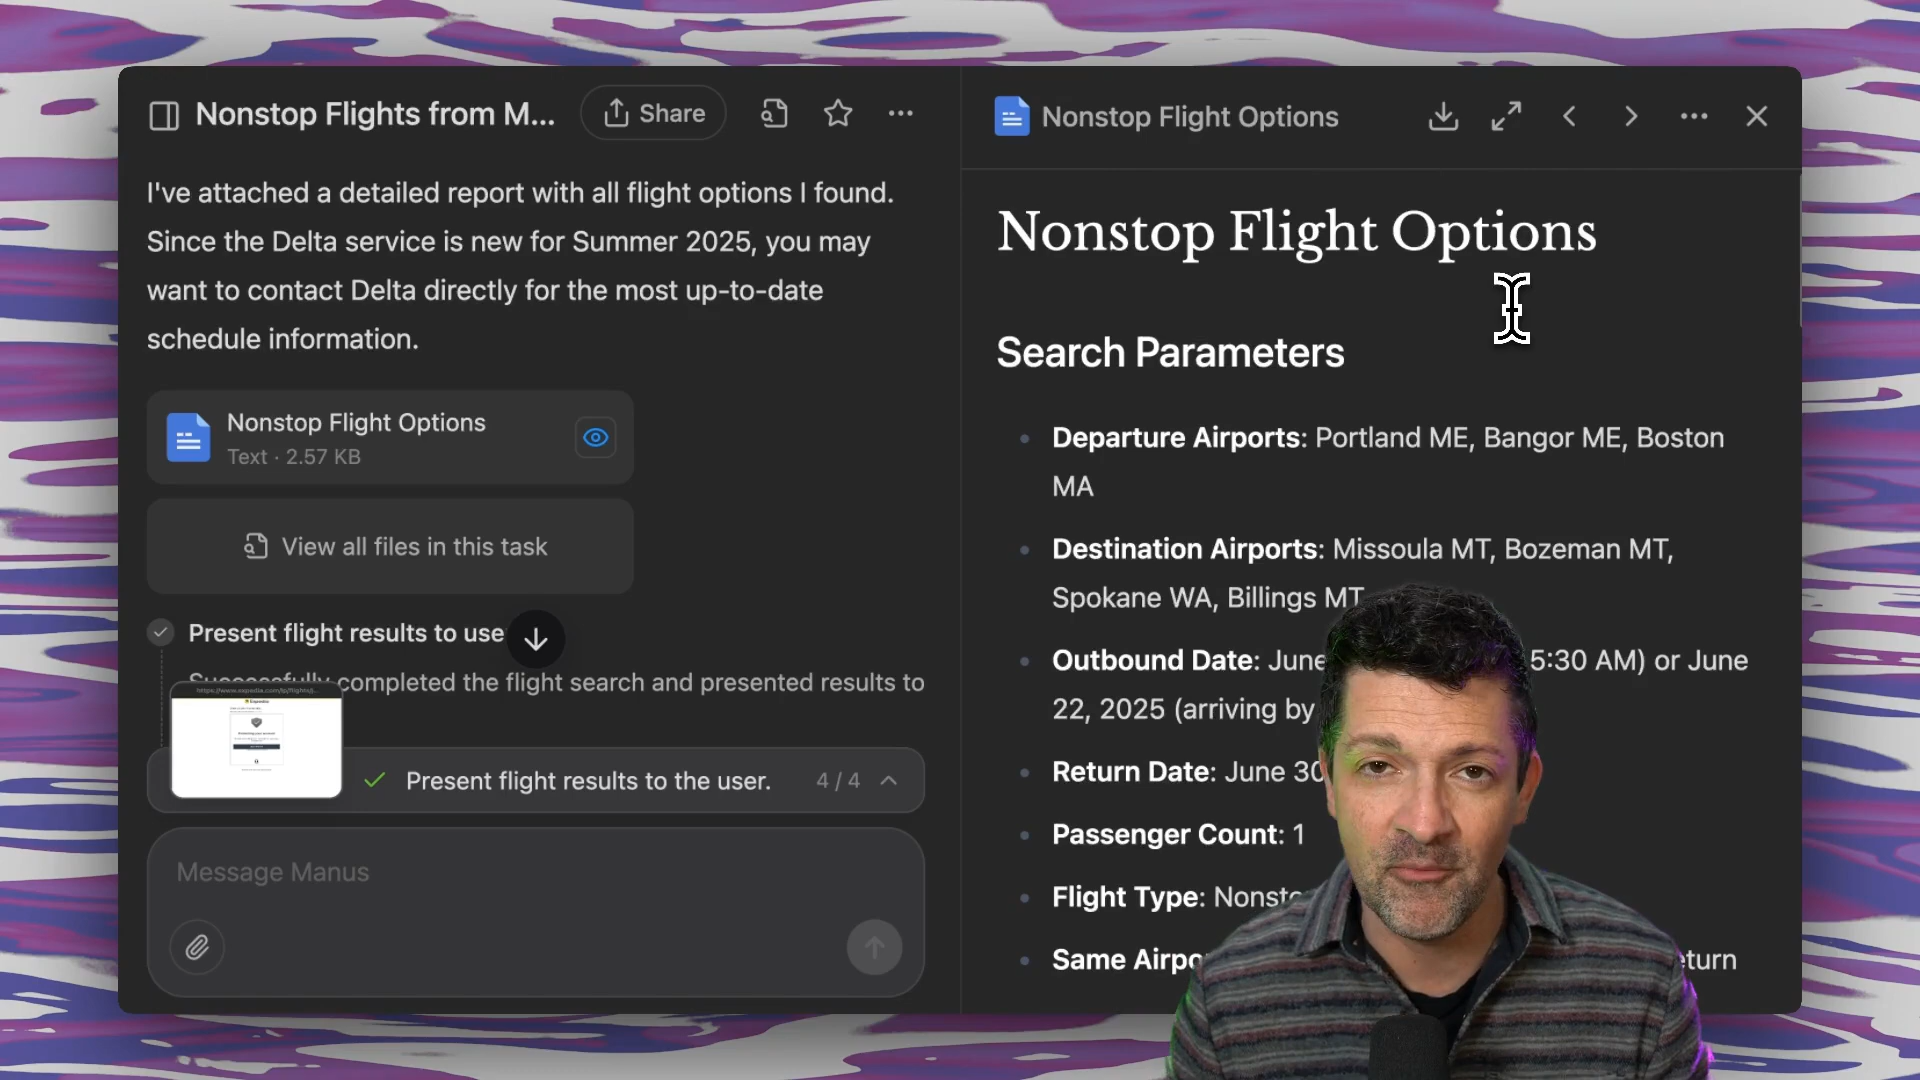 Nonstop Flights from M...
Share
I've attached a detailed report with all flight options I found.
Since the Delta service is new for Summer 2025, you may
want to contact Delta directly for the most up-to-date
schedule information.
Nonstop Flight Options
Text · 2.57 KB
View all files in this task
Present flight results to use
Successfully completed the flight search and presented results to
Present flight results to the user.
4 / 4
Message Manus
Nonstop Flight Options
Nonstop Flight Options
Search Parameters
Departure Airports: Portland ME, Bangor ME, Boston
MA
Destination Airports: Missoula MT, Bozeman MT,
Spokane WA, Billings MT
Outbound Date: June 5:30 AM) or June
22, 2025 (arriving by
Return Date: June 30
Passenger Count: 1
Flight Type: Nonsto
Same Airpo eturn